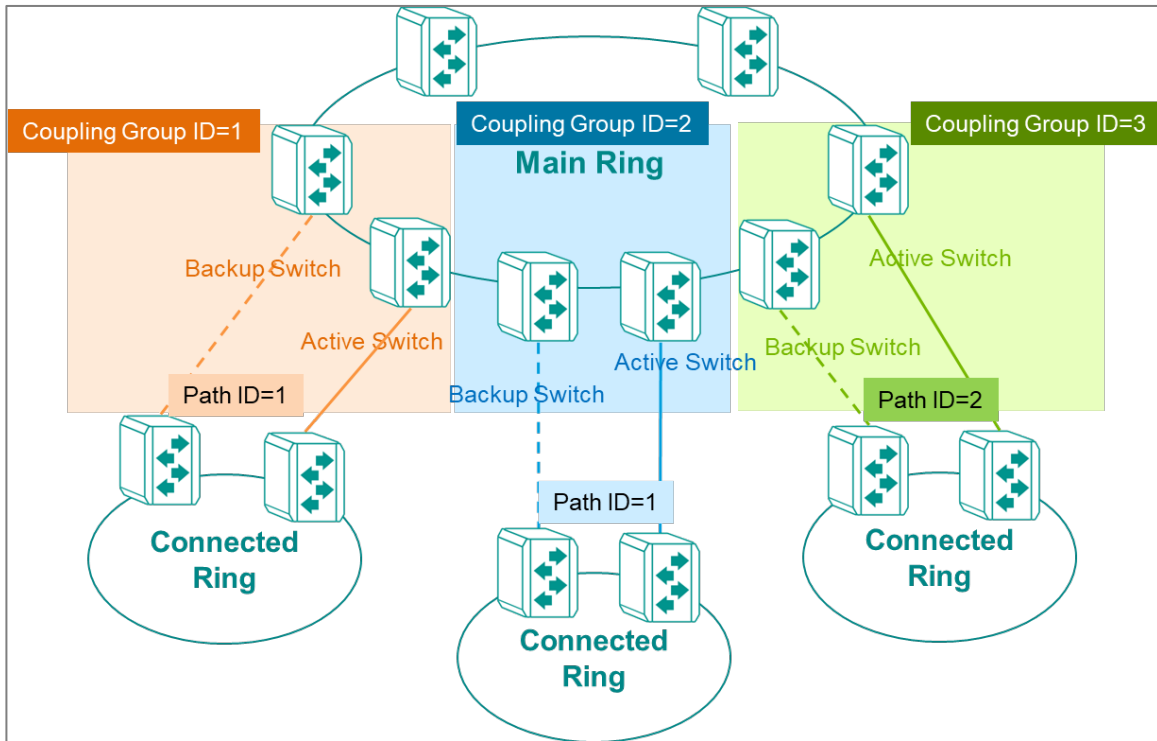 Coupling Group ID=1
Coupling Group ID=2
Coupling Group ID=3
Main Ring
Backup Switch
Active Switch
Active Switch
Backup Switch
Active Switch
Backup Switch
Path ID=1
Path ID=2
Path ID=1
Connected
Ring
Connected
Ring
Connected
Ring